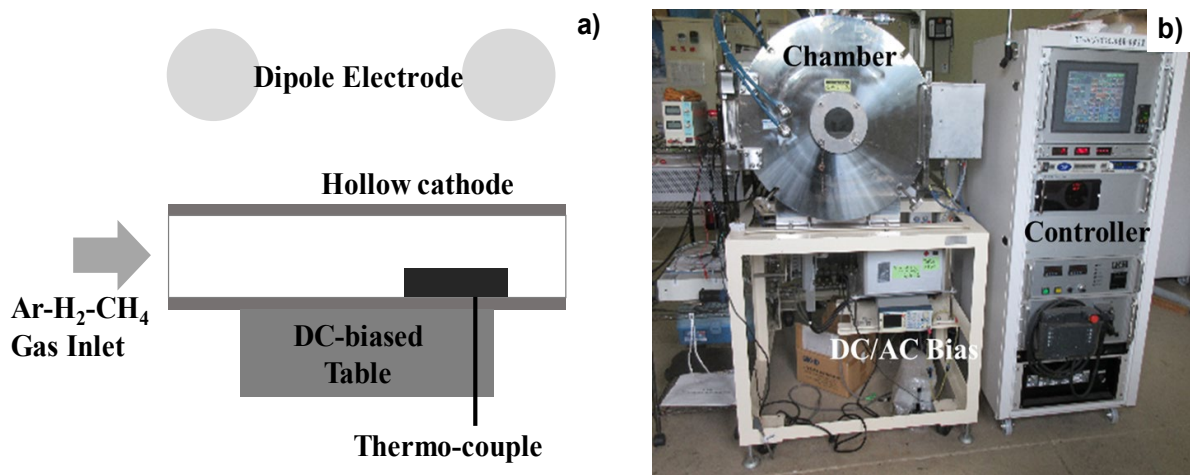 a)
Dipole Electrode
Hollow cathode
Ar-H₂-CH₄
Gas Inlet
DC-biased
Table
Thermo-couple
b)
Chamber
Controller
DC/AC Bias